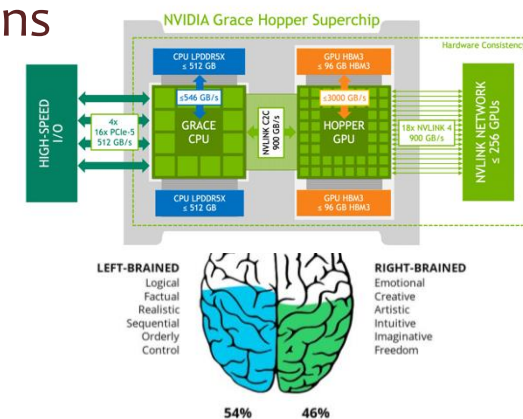 ns
NVIDIA Grace Hopper Superchip
Hardware Consistency
CPU LPDDR5X
≤ 512 GB
GPU HBM3
≤ 96 GB HBM3
HIGH-SPEED
I/O
4x
16x PCIe-5
512 GB/s
≤546 GB/s
GRACE
CPU
NVLINK C2C
900 GB/s
≤3000 GB/s
HOPPER
GPU
18x NVLINK 4
900 GB/s
NVLINK NETWORK
≤ 256 GPUs
CPU LPDDR5X
≤ 512 GB
GPU HBM3
≤ 96 GB HBM3
LEFT-BRAINED
Logical
Factual
Realistic
Sequential
Orderly
Control
RIGHT-BRAINED
Emotional
Creative
Artistic
Intuitive
Imaginative
Freedom
54%
46%